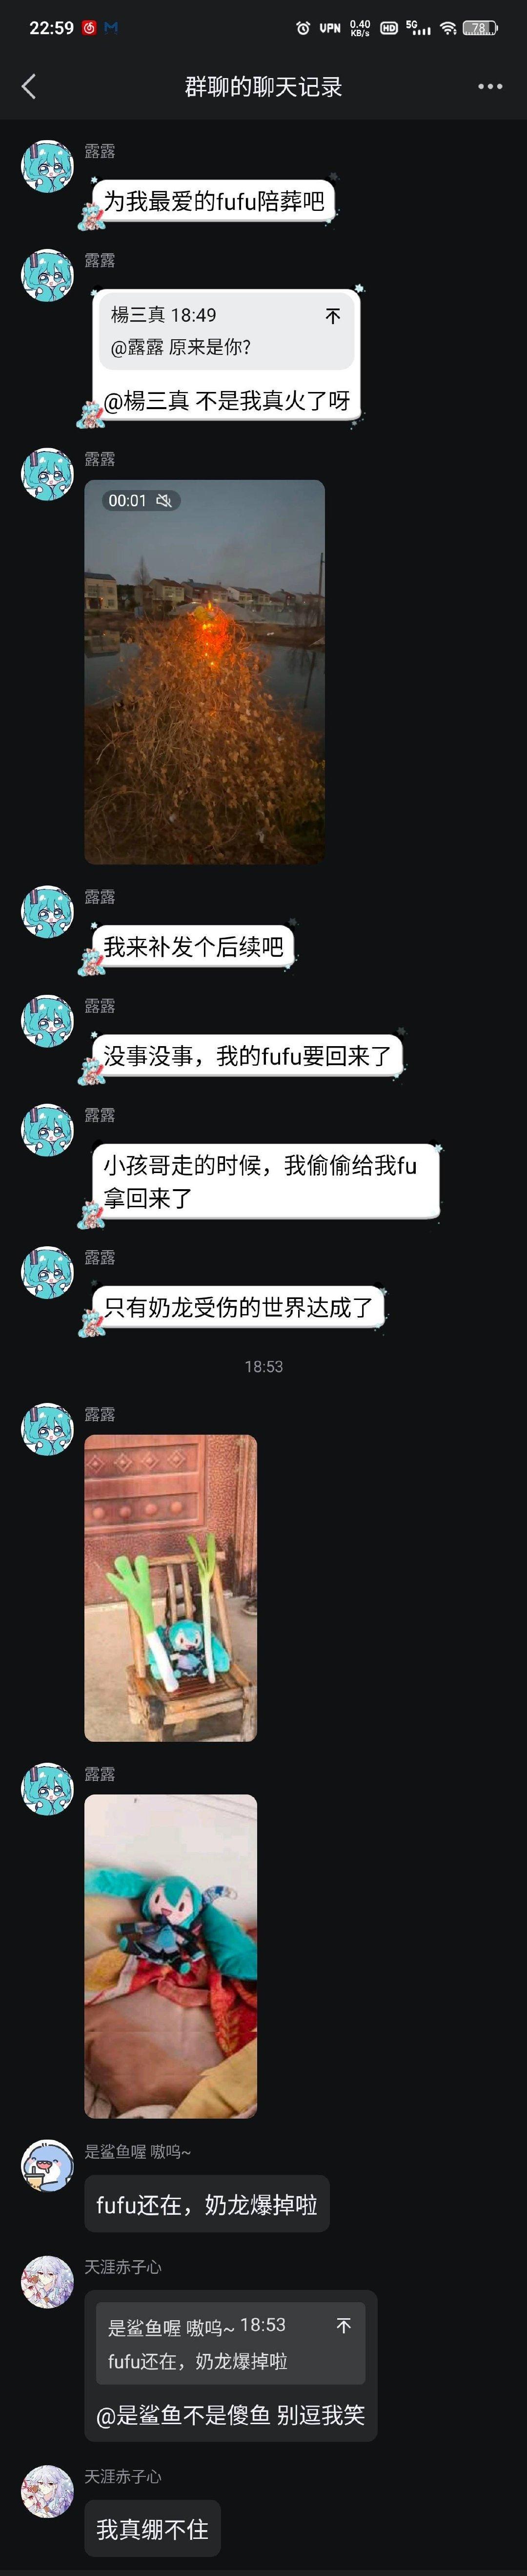 22:59
VPN
0.40
KB/s
HD
5G
78
群聊的聊天记录
露露
为我最爱的fufu陪葬吧
露露
楊三真 18:49
@露露 原来是你?
@楊三真 不是我真火了呀
露露
00:01
露露
我来补发个后续吧
露露
没事没事，我的fufu要回来了
露露
小孩哥走的时候，我偷偷给我fu
拿回来了
露露
只有奶龙受伤的世界达成了
18:53
露露
露露
是鲨鱼喔 嗷呜~
fufu还在，奶龙爆掉啦
天涯赤子心
是鲨鱼喔 嗷呜~ 18:53
fufu还在，奶龙爆掉啦
@是鲨鱼不是傻鱼 别逗我笑
天涯赤子心
我真绷不住